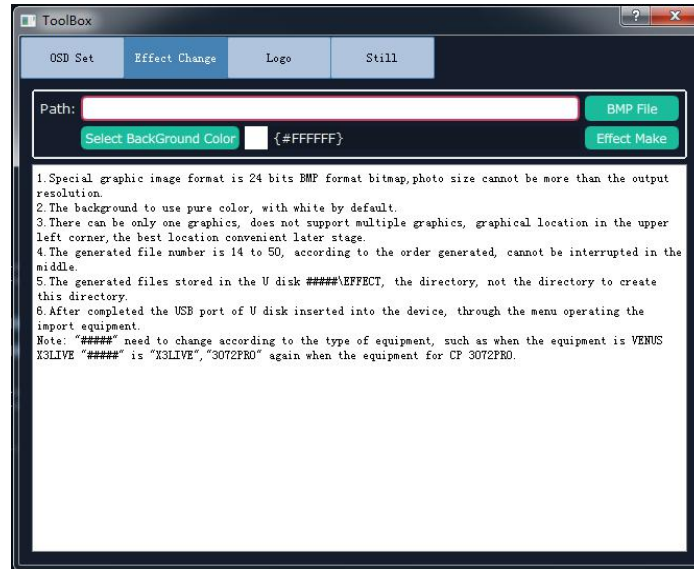 ToolBox
OSD Set
Effect Change
Logo
Still
Path:
BMP File
Select BackGround Color
{#FFFFFF}
Effect Make
1.Special graphic image format is 24 bits BMP format bitmap,photo size cannot be more than the output
resolution.
2.The background to use pure color, with white by default.
3.There can be only one graphics, does not support multiple graphics, graphical location in the upper
left corner,the best location convenient later stage.
4.The generated file number is 14 to 50, according to the order generated, cannot be interrupted in the
middle.
5.The generated files stored in the U disk #####\EFFECT, the directory, not the directory to create
this directory.
6.After completed the USB port of U disk inserted into the device, through the menu operating the
import equipment.
Note: "#####" need to change according to the type of equipment, such as when the equipment is VENUS
X3LIVE "#####" is "X3LIVE","3072PRO" again when the equipment for CP 3072PRO.